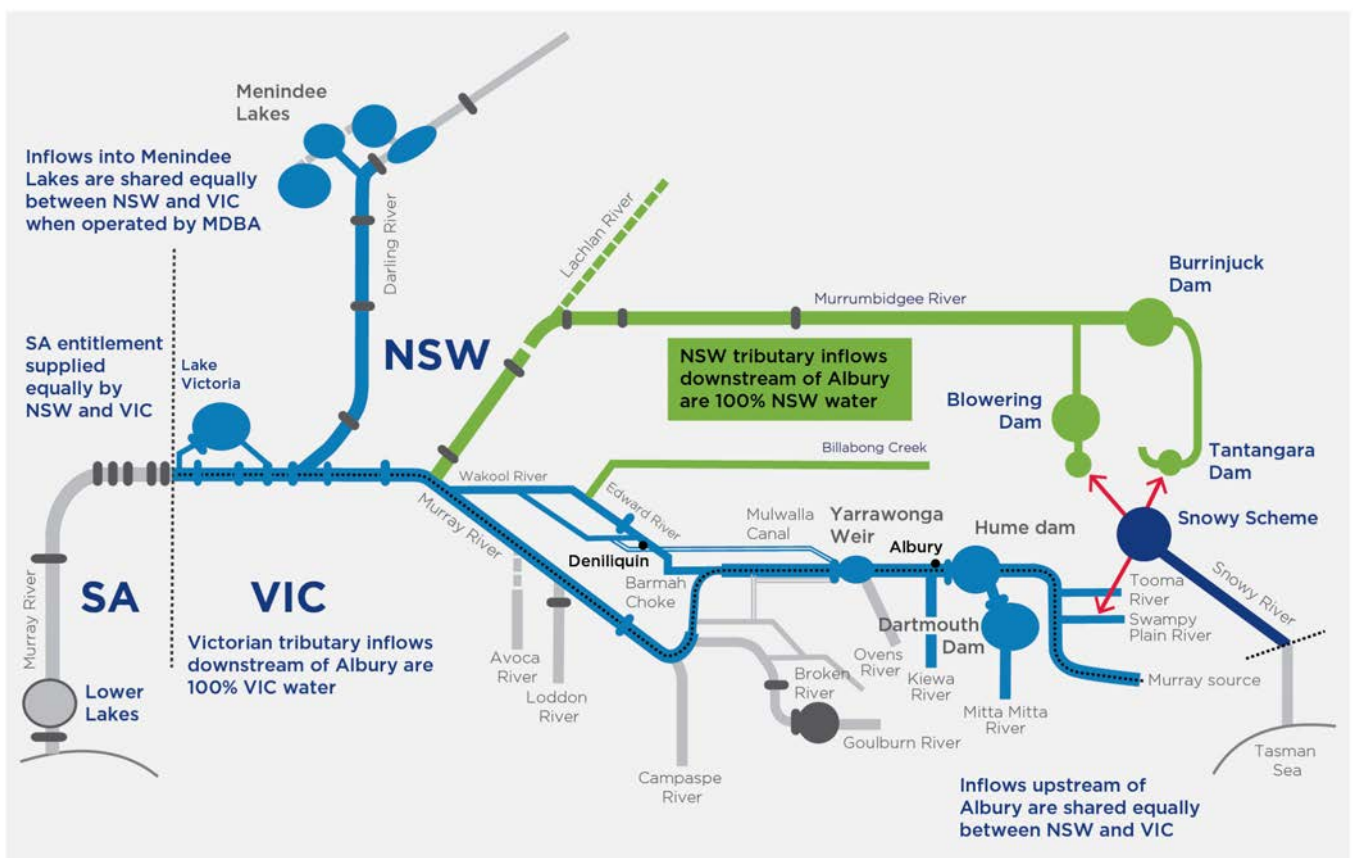 Menindee
Lakes
Inflows into Menindee
Lakes are shared equally
between NSW and VIC
when operated by MDBA
Darling River
Lachlan River
Murrumbidgee River
Burrinjuck
Dam
SA entitlement
supplied
equally by
NSW and VIC
Lake
Victoria
NSW
NSW tributary inflows
downstream of Albury
are 100% NSW water
Blowering
Dam
Tantangara
Dam
Billabong Creek
Wakool River
Edward River
Murray River
Mulwalla
Canal
Yarrawonga
Weir
Albury
Hume dam
Snowy Scheme
Snowy River
Deniliquin
Barmah
Choke
Tooma
River
Swampy
Plain River
Dartmouth
Dam
Murray River
SA
VIC
Victorian tributary inflows
downstream of Albury are
100% VIC water
Avoca
River
Loddon
River
Broken
River
Ovens
River
Kiewa
River
Murray source
Mitta Mitta
River
Lower
Lakes
Goulburn River
Campaspe
River
Tasman
Sea
Inflows upstream of
Albury are shared equally
between NSW and VIC